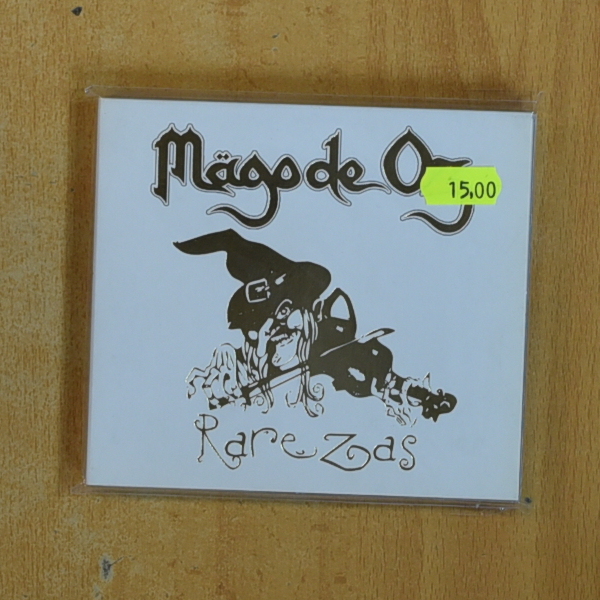 Mägo de Oz
15,00
Rarezas